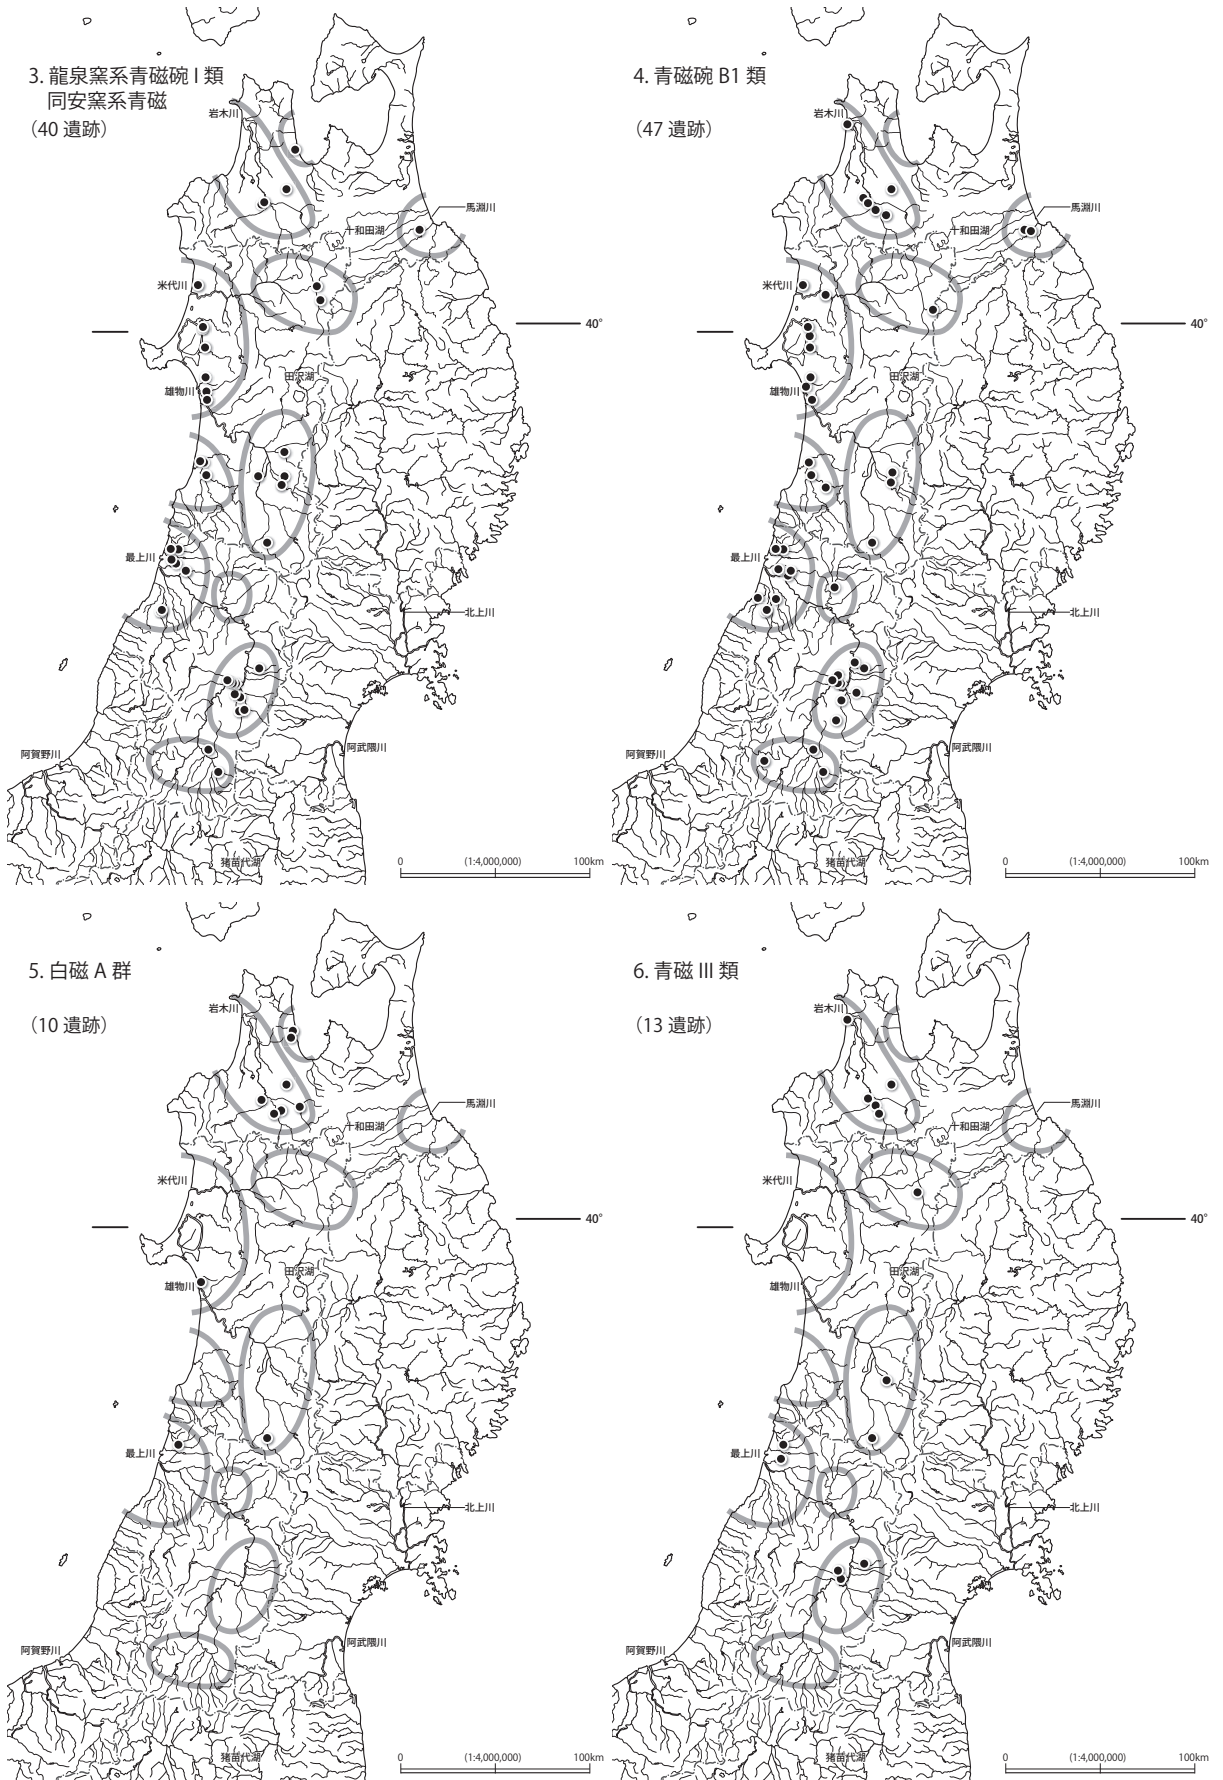 3. 龍泉窯系青磁碗 I 類
同安窯系青磁
(40 遺跡)
岩木川
馬淵川
十和田湖
米代川
40°
田沢湖
雄物川
最上川
北上川
阿賀野川
阿武隈川
猪苗代湖
0 (1:4,000,000) 100km
4. 青磁碗 B1 類
(47 遺跡)
岩木川
馬淵川
十和田湖
米代川
40°
田沢湖
雄物川
最上川
北上川
阿賀野川
阿武隈川
猪苗代湖
0 (1:4,000,000) 100km
5. 白磁 A 群
(10 遺跡)
岩木川
馬淵川
十和田湖
米代川
40°
田沢湖
雄物川
最上川
北上川
阿賀野川
阿武隈川
猪苗代湖
0 (1:4,000,000) 100km
6. 青磁 III 類
(13 遺跡)
岩木川
馬淵川
十和田湖
米代川
40°
田沢湖
雄物川
最上川
北上川
阿賀野川
阿武隈川
猪苗代湖
0 (1:4,000,000) 100km